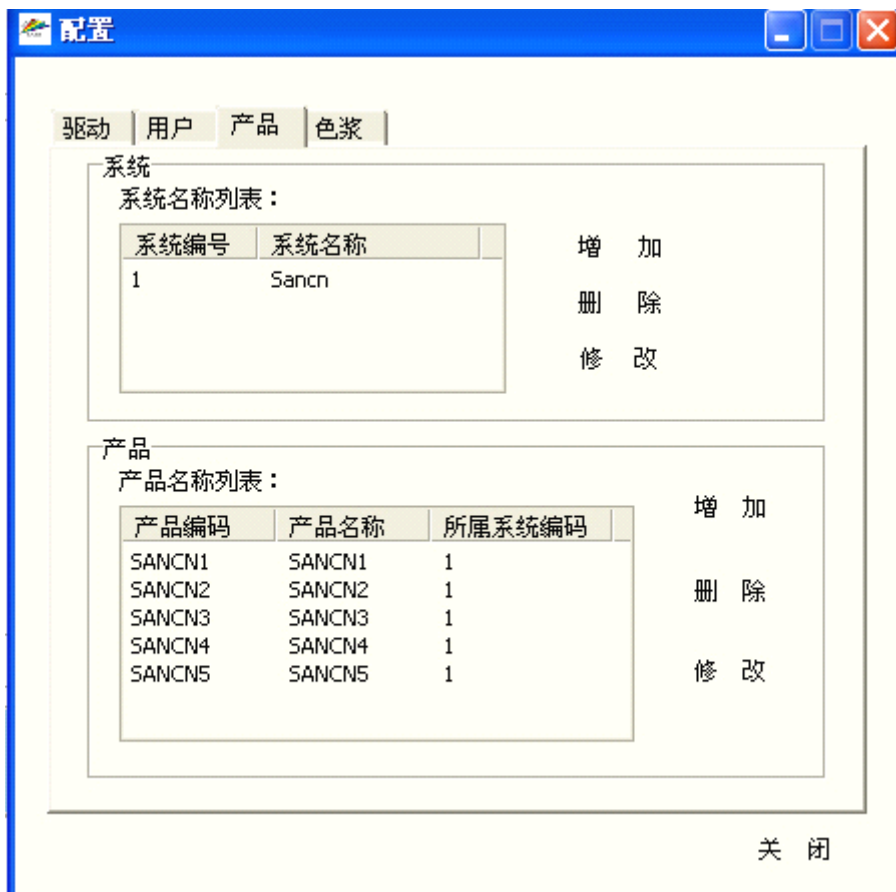 配置
驱动 用户 产品 色浆
系统
系统名称列表：
系统编号 系统名称
1 Sancn
增 加
删 除
修 改
产品
产品名称列表：
产品编码 产品名称 所属系统编码
SANCN1 SANCN1 1
SANCN2 SANCN2 1
SANCN3 SANCN3 1
SANCN4 SANCN4 1
SANCN5 SANCN5 1
增 加
删 除
修 改
关 闭